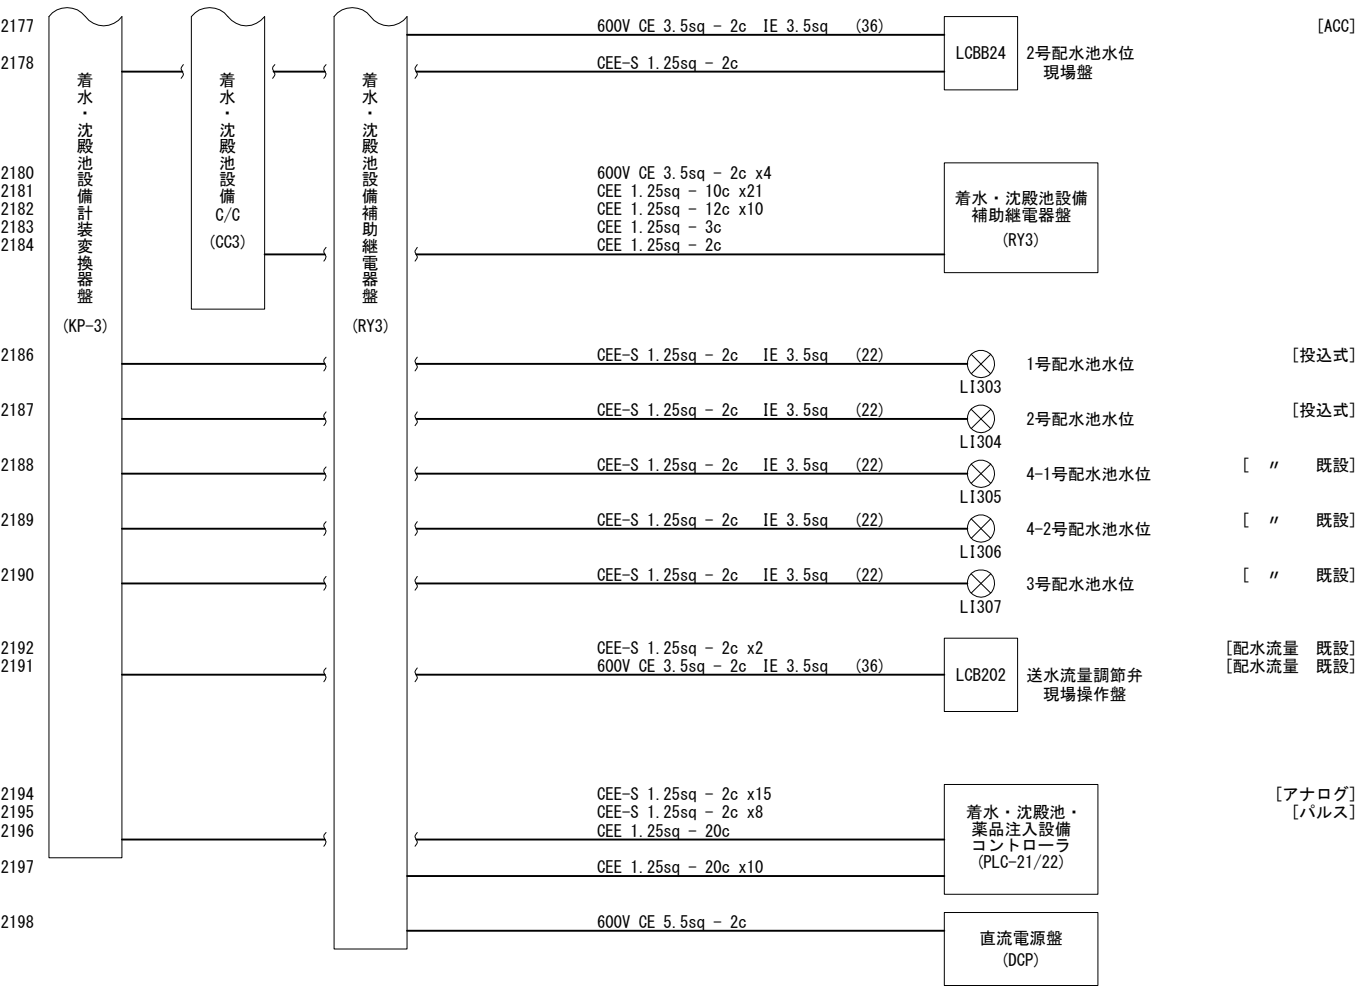 2177 600V CE 3.5sq - 2c IE 3.5sq (36) [ACC]
LCBB24 2号配水池水位
現場盤
2178 CEE-S 1.25sq - 2c
着水・沈殿池設備計装変換器盤
(KP-3)
着水・沈殿池設備
C/C
(CC3)
着水・沈殿池設備補助継電器盤
(RY3)
2180 600V CE 3.5sq - 2c x4
2181 CEE 1.25sq - 10c x21
2182 CEE 1.25sq - 12c x10
2183 CEE 1.25sq - 3c
2184 CEE 1.25sq - 2c
着水・沈殿池設備
補助継電器盤
(RY3)
2186 CEE-S 1.25sq - 2c IE 3.5sq (22) [投込式]
1号配水池水位
LI303
2187 CEE-S 1.25sq - 2c IE 3.5sq (22) [投込式]
2号配水池水位
LI304
2188 CEE-S 1.25sq - 2c IE 3.5sq (22) [ 〃 既設]
4-1号配水池水位
LI305
2189 CEE-S 1.25sq - 2c IE 3.5sq (22) [ 〃 既設]
4-2号配水池水位
LI306
2190 CEE-S 1.25sq - 2c IE 3.5sq (22) [ 〃 既設]
3号配水池水位
LI307
2192 CEE-S 1.25sq - 2c x2 [配水流量 既設]
2191 600V CE 3.5sq - 2c IE 3.5sq (36) [配水流量 既設]
LCB202 送水流量調節弁
現場操作盤
2194 CEE-S 1.25sq - 2c x15 [アナログ]
2195 CEE-S 1.25sq - 2c x8 [パルス]
2196 CEE 1.25sq - 20c
着水・沈殿池・
薬品注入設備
コントローラ
(PLC-21/22)
2197 CEE 1.25sq - 20c x10
2198 600V CE 5.5sq - 2c
直流電源盤
(DCP)